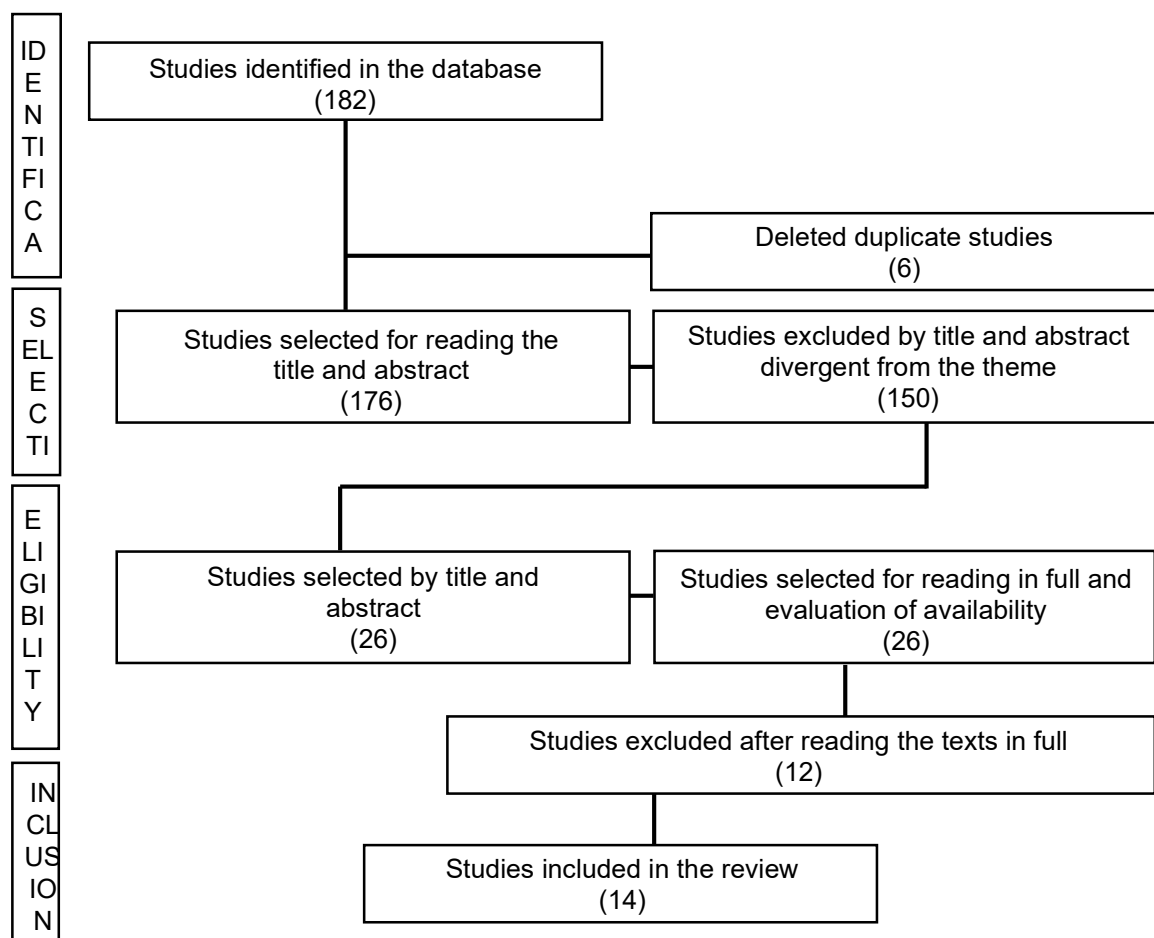 ID
E
N
TI
FI
C
A
Studies identified in the database
(182)
Deleted duplicate studies
(6)
S
EL
E
C
TI
Studies selected for reading the
title and abstract
(176)
Studies excluded by title and abstract
divergent from the theme
(150)
E
LI
GI
BI
LI
T
Y
Studies selected by title and
abstract
(26)
Studies selected for reading in full and
evaluation of availability
(26)
Studies excluded after reading the texts in full
(12)
IN
CL
US
IO
N
Studies included in the review
(14)